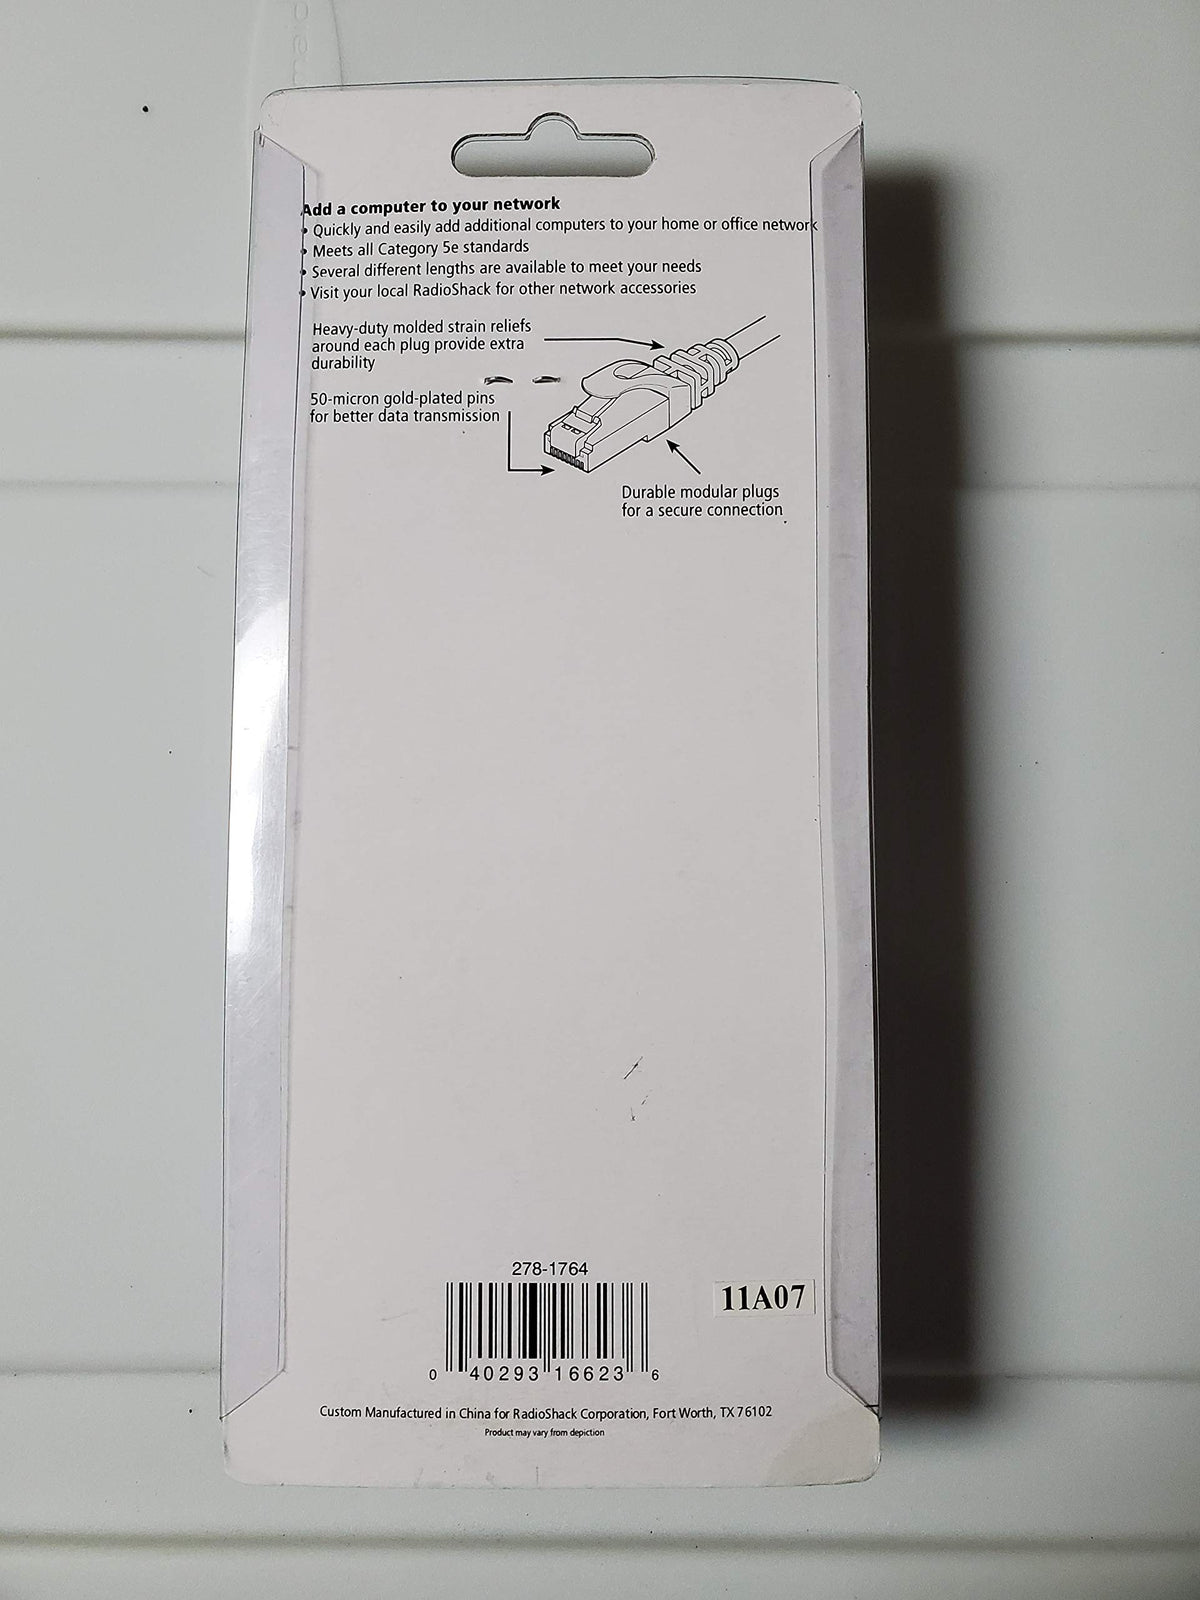 Add a computer to your network
• Quickly and easily add additional computers to your home or office network
• Meets all Category 5e standards
• Several different lengths are available to meet your needs
• Visit your local RadioShack for other network accessories
Heavy-duty molded strain reliefs
around each plug provide extra
durability
50-micron gold-plated pins
for better data transmission
Durable modular plugs
for a secure connection
278-1764
11A07
0 40293 16623 6
Custom Manufactured in China for RadioShack Corporation, Fort Worth, TX 76102
Product may vary from depiction